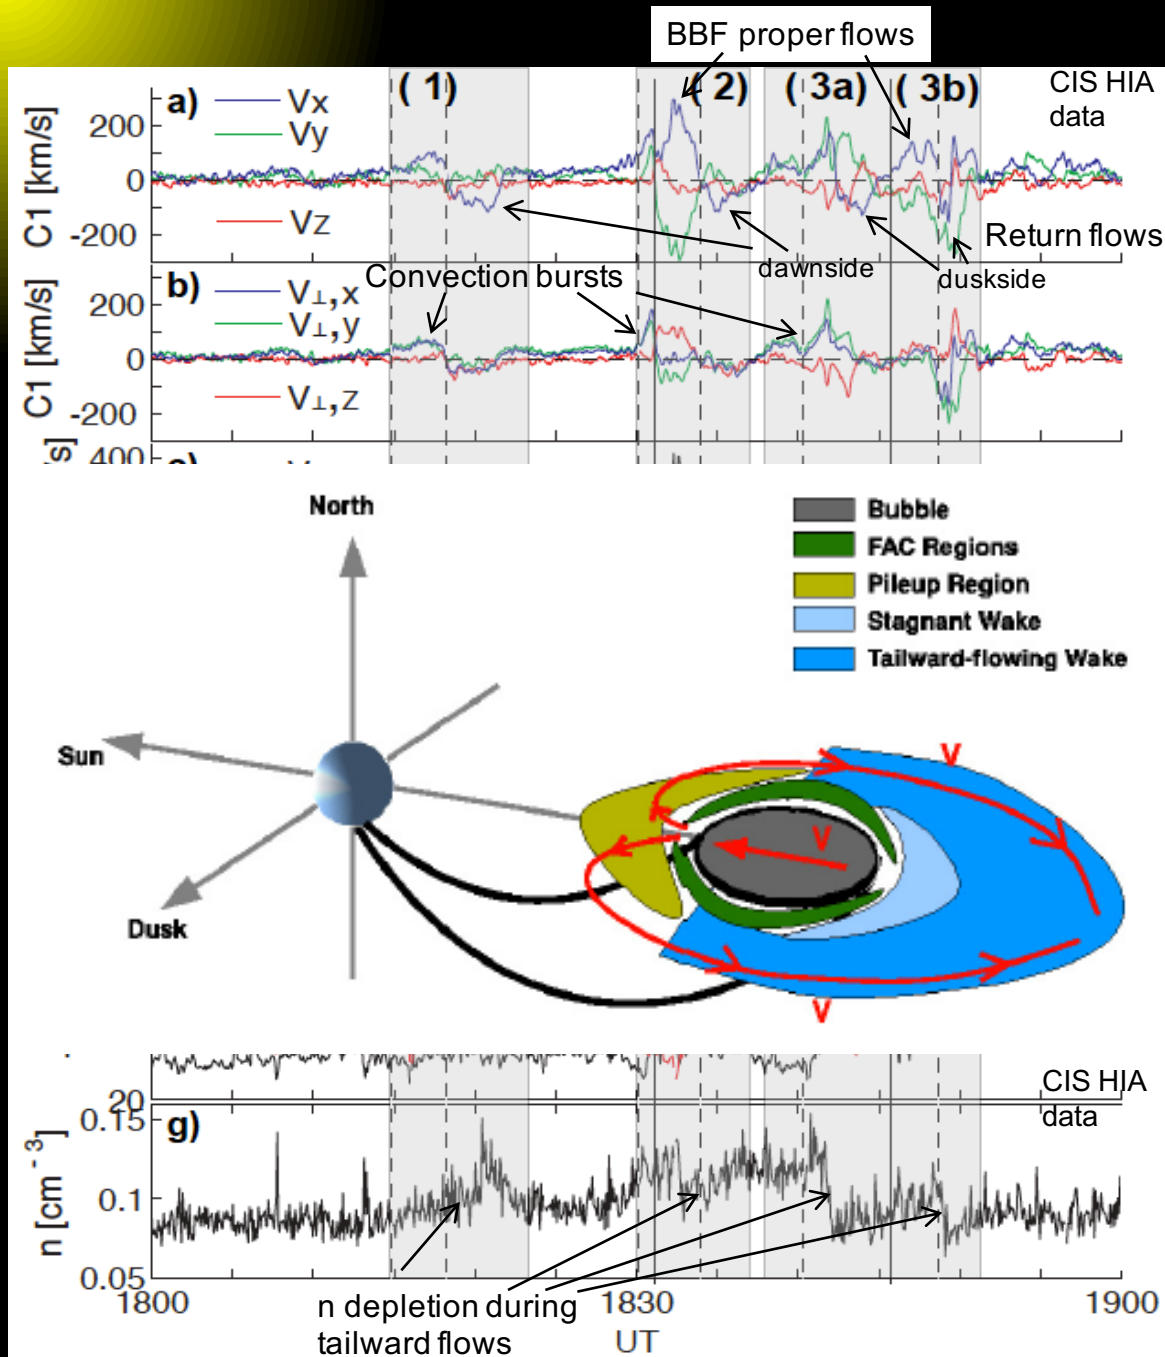 BBF proper flows
a)
Vx
Vy
Vz
C1 [km/s]
200
0
-200
( 1)
( 2)
( 3a)
( 3b)
CIS HIA
data
Return flows
dawnside
duskside
Convection bursts
b)
V⊥,x
V⊥,y
V⊥,z
C1 [km/s]
200
0
-200
400
s]
North
Sun
Dusk
Bubble
FAC Regions
Pileup Region
Stagnant Wake
Tailward-flowing Wake
V
V
V
20
CIS HIA
data
g)
n [cm⁻³]
0.15
0.1
0.05
n depletion during
tailward flows
1800
1830
1900
UT